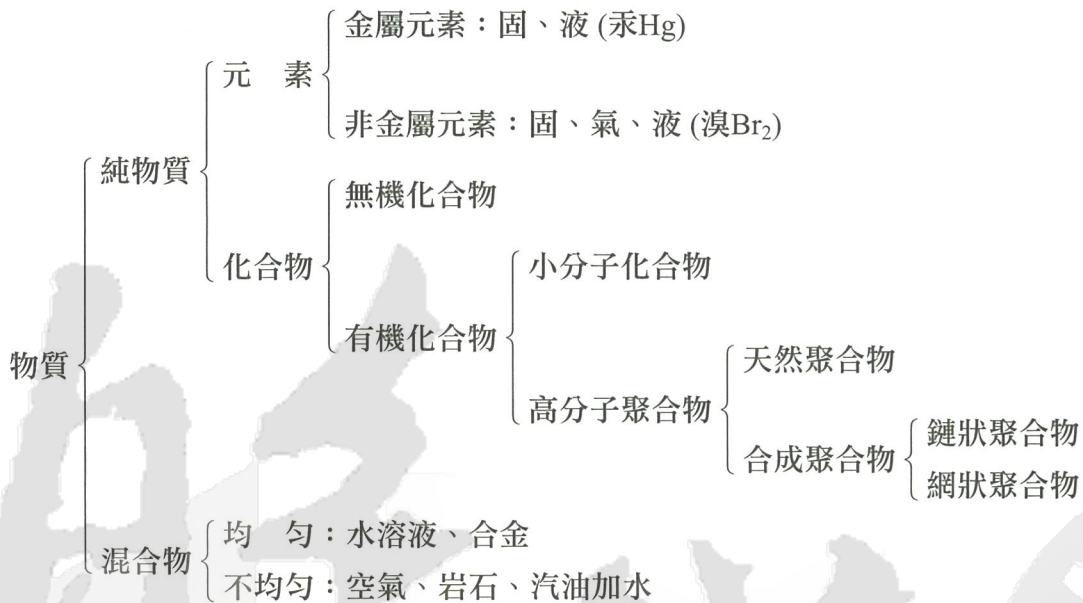 金屬元素：固、液 (汞Hg)
元　素
非金屬元素：固、氣、液 (溴Br₂)
純物質
無機化合物
化合物
小分子化合物
有機化合物
物質
天然聚合物
高分子聚合物
鏈狀聚合物
合成聚合物
網狀聚合物
均　勻：水溶液、合金
混合物
不均勻：空氣、岩石、汽油加水